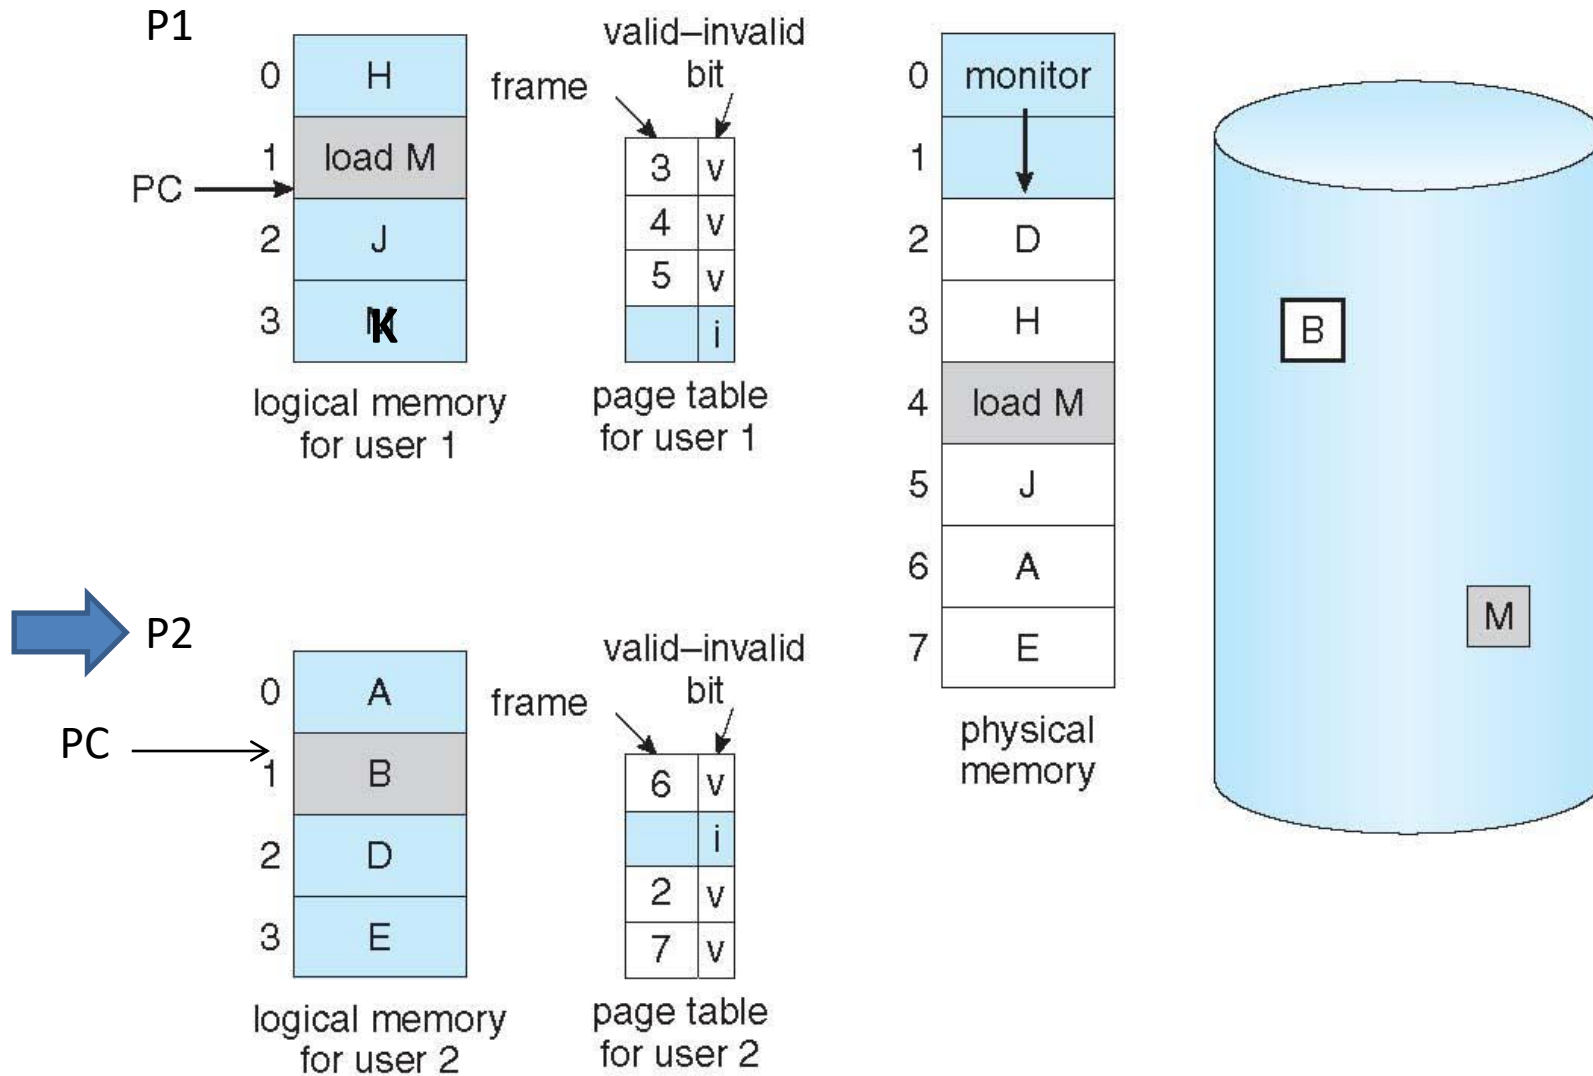 P1
0 H
1 load M
PC
2 J
3 K
logical memory
for user 1
frame
valid–invalid
bit
3 v
4 v
5 v
i
page table
for user 1
0 monitor
1
2 D
3 H
4 load M
5 J
6 A
7 E
physical
memory
B
M
P2
0 A
PC
1 B
2 D
3 E
logical memory
for user 2
frame
valid–invalid
bit
6 v
i
2 v
7 v
page table
for user 2